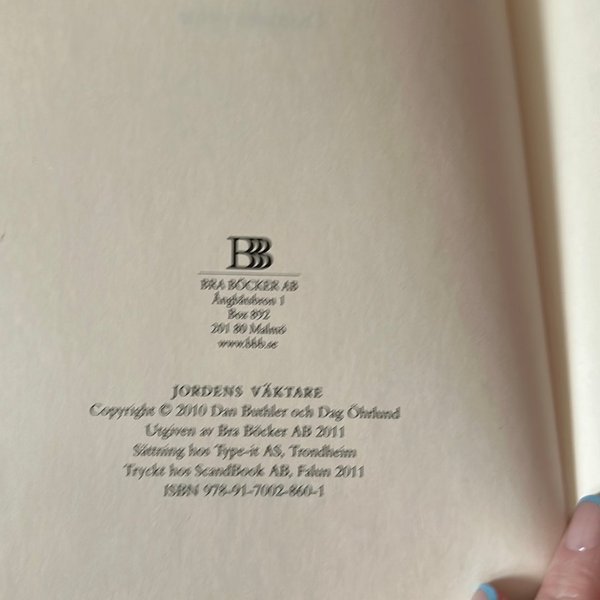 BBB
BRA BÖCKER AB
Ångbåtsbron 1
Box 892
201 80 Malmö
www.bbb.se
JORDENS VÄKTARE
Copyright © 2010 Dan Buthler och Dag Öhrlund
Utgiven av Bra Böcker AB 2011
Sättning hos Type-it AS, Trondheim
Tryckt hos ScandBook AB, Falun 2011
ISBN 978-91-7002-860-1